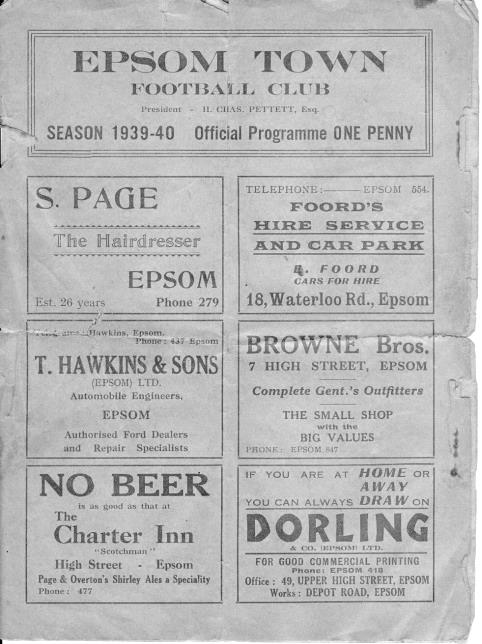 EPSOM TOWN
FOOTBALL CLUB
President - H. CHAS. PETTETT, Esq.
SEASON 1939-40 Official Programme ONE PENNY
S. PAGE
The Hairdresser
EPSOM
Est. 26 years Phone 279
TELEPHONE:——— EPSOM 554.
FOORD'S
HIRE SERVICE
AND CAR PARK
FOORD
CARS FOR HIRE
18, Waterloo Rd., Epsom
Hawkins, Epsom.
Phone: 437 Epsom
T. HAWKINS & SONS
(EPSOM) LTD.
Automobile Engineers,
EPSOM
Authorised Ford Dealers
and Repair Specialists
BROWNE Bros.
7 HIGH STREET, EPSOM
Complete Gent.'s Outfitters
THE SMALL SHOP
with the
BIG VALUES
PHONE: EPSOM 847
NO BEER
is as good as that at
The
Charter Inn
"Scotchman"
High Street - Epsom
Page & Overton's Shirley Ales a Speciality
Phone: 477
IF YOU ARE AT HOME OR
AWAY
YOU CAN ALWAYS DRAW ON
DORLING
& CO. (EPSOM) LTD.
FOR GOOD COMMERCIAL PRINTING
Phone: EPSOM 418
Office: 49, UPPER HIGH STREET, EPSOM
Works: DEPOT ROAD, EPSOM